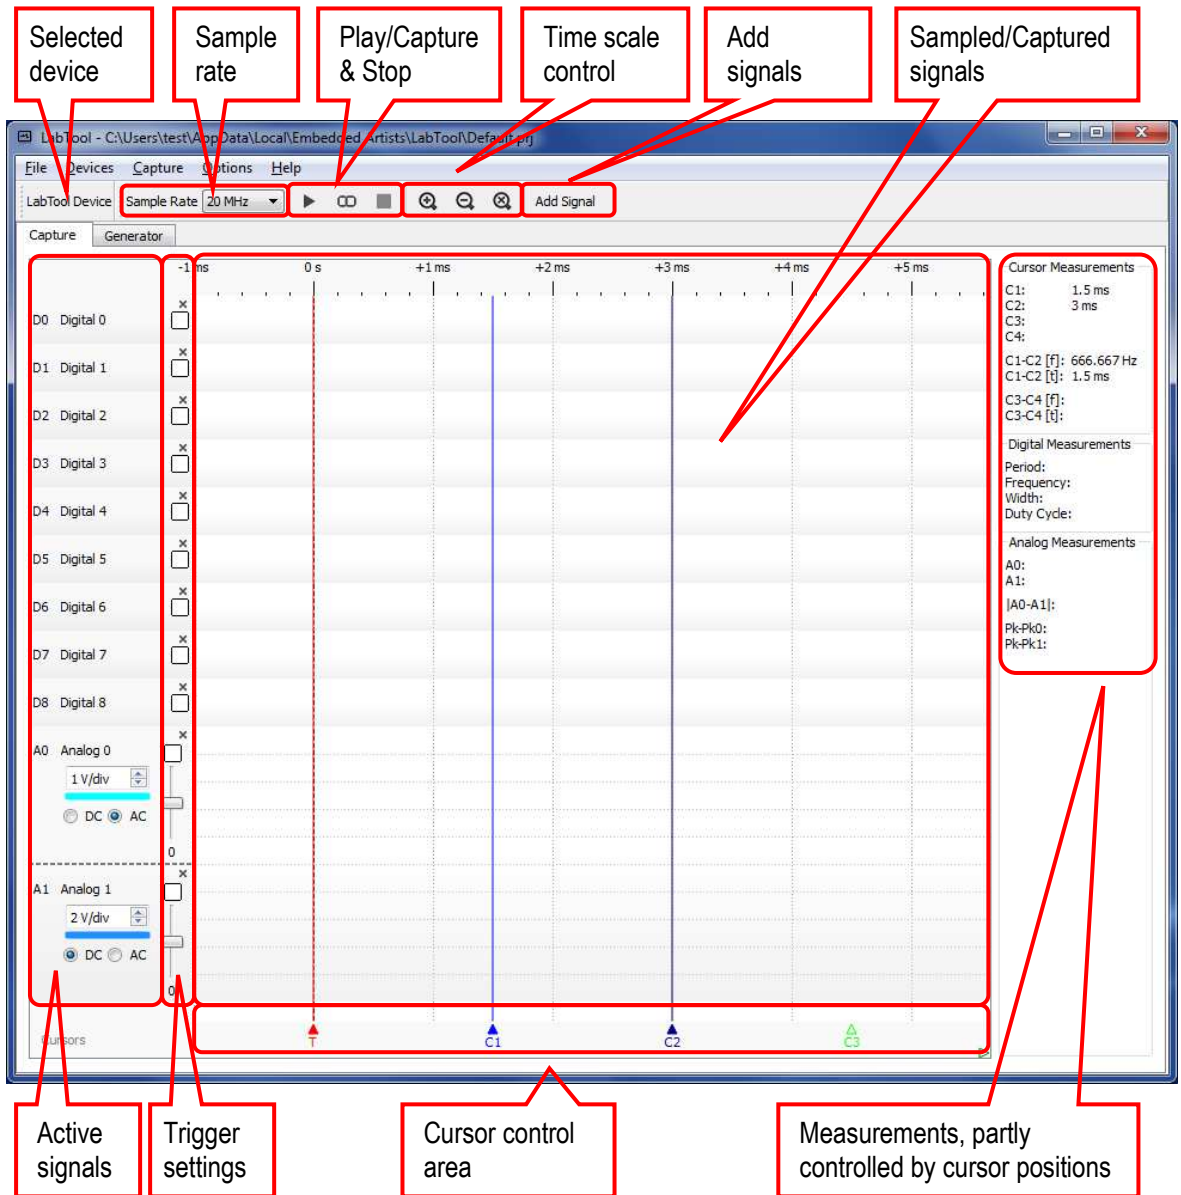 Selected
device
Sample
rate
Play/Capture
& Stop
Time scale
control
Add
signals
Sampled/Captured
signals
LabTool - C:\Users\test\AppData\Local\Embedded Artists\LabTool\Default.prj
File Devices Capture Options Help
LabTool Device Sample Rate 20 MHz Add Signal
Capture Generator
-1 ms 0 s +1 ms +2 ms +3 ms +4 ms +5 ms
D0 Digital 0
D1 Digital 1
D2 Digital 2
D3 Digital 3
D4 Digital 4
D5 Digital 5
D6 Digital 6
D7 Digital 7
D8 Digital 8
A0 Analog 0
1 V/div
DC AC
0
A1 Analog 1
2 V/div
DC AC
0
Cursors T C1 C2 C3
Cursor Measurements
C1: 1.5 ms
C2: 3 ms
C3:
C4:
C1-C2 [f]: 666.667 Hz
C1-C2 [t]: 1.5 ms
C3-C4 [f]:
C3-C4 [t]:
Digital Measurements
Period:
Frequency:
Width:
Duty Cycle:
Analog Measurements
A0:
A1:
|A0-A1|:
Pk-Pk0:
Pk-Pk1:
Active
signals
Trigger
settings
Cursor control
area
Measurements, partly
controlled by cursor positions